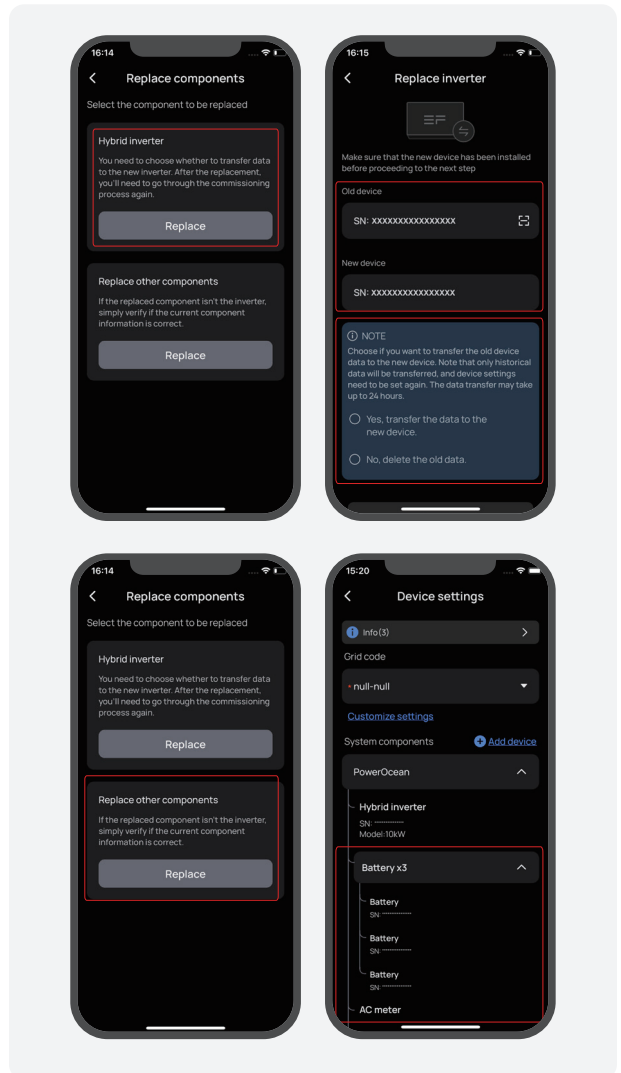 16:14
Replace components
Select the component to be replaced
Hybrid inverter
You need to choose whether to transfer data
to the new inverter. After the replacement,
you'll need to go through the commissioning
process again.
Replace
Replace other components
If the replaced component isn't the inverter,
simply verify if the current component
information is correct.
Replace
16:15
Replace inverter
Make sure that the new device has been installed
before proceeding to the next step
Old device
SN: XXXXXXXXXXXXXXXX
New device
SN: XXXXXXXXXXXXXXXX
NOTE
Choose if you want to transfer the old device
data to the new device. Note that only historical
data will be transferred, and device settings
need to be set again. The data transfer may take
up to 24 hours.
Yes, transfer the data to the
new device.
No, delete the old data.
16:14
Replace components
Select the component to be replaced
Hybrid inverter
You need to choose whether to transfer data
to the new inverter. After the replacement,
you'll need to go through the commissioning
process again.
Replace
Replace other components
If the replaced component isn't the inverter,
simply verify if the current component
information is correct.
Replace
15:20
Device settings
Info(3)
Grid code
null-null
Customize settings
System components
Add device
PowerOcean
Hybrid inverter
SN: ***************
Model:10kW
Battery x3
Battery
SN: ***************
Battery
SN: ***************
Battery
SN: ***************
AC meter